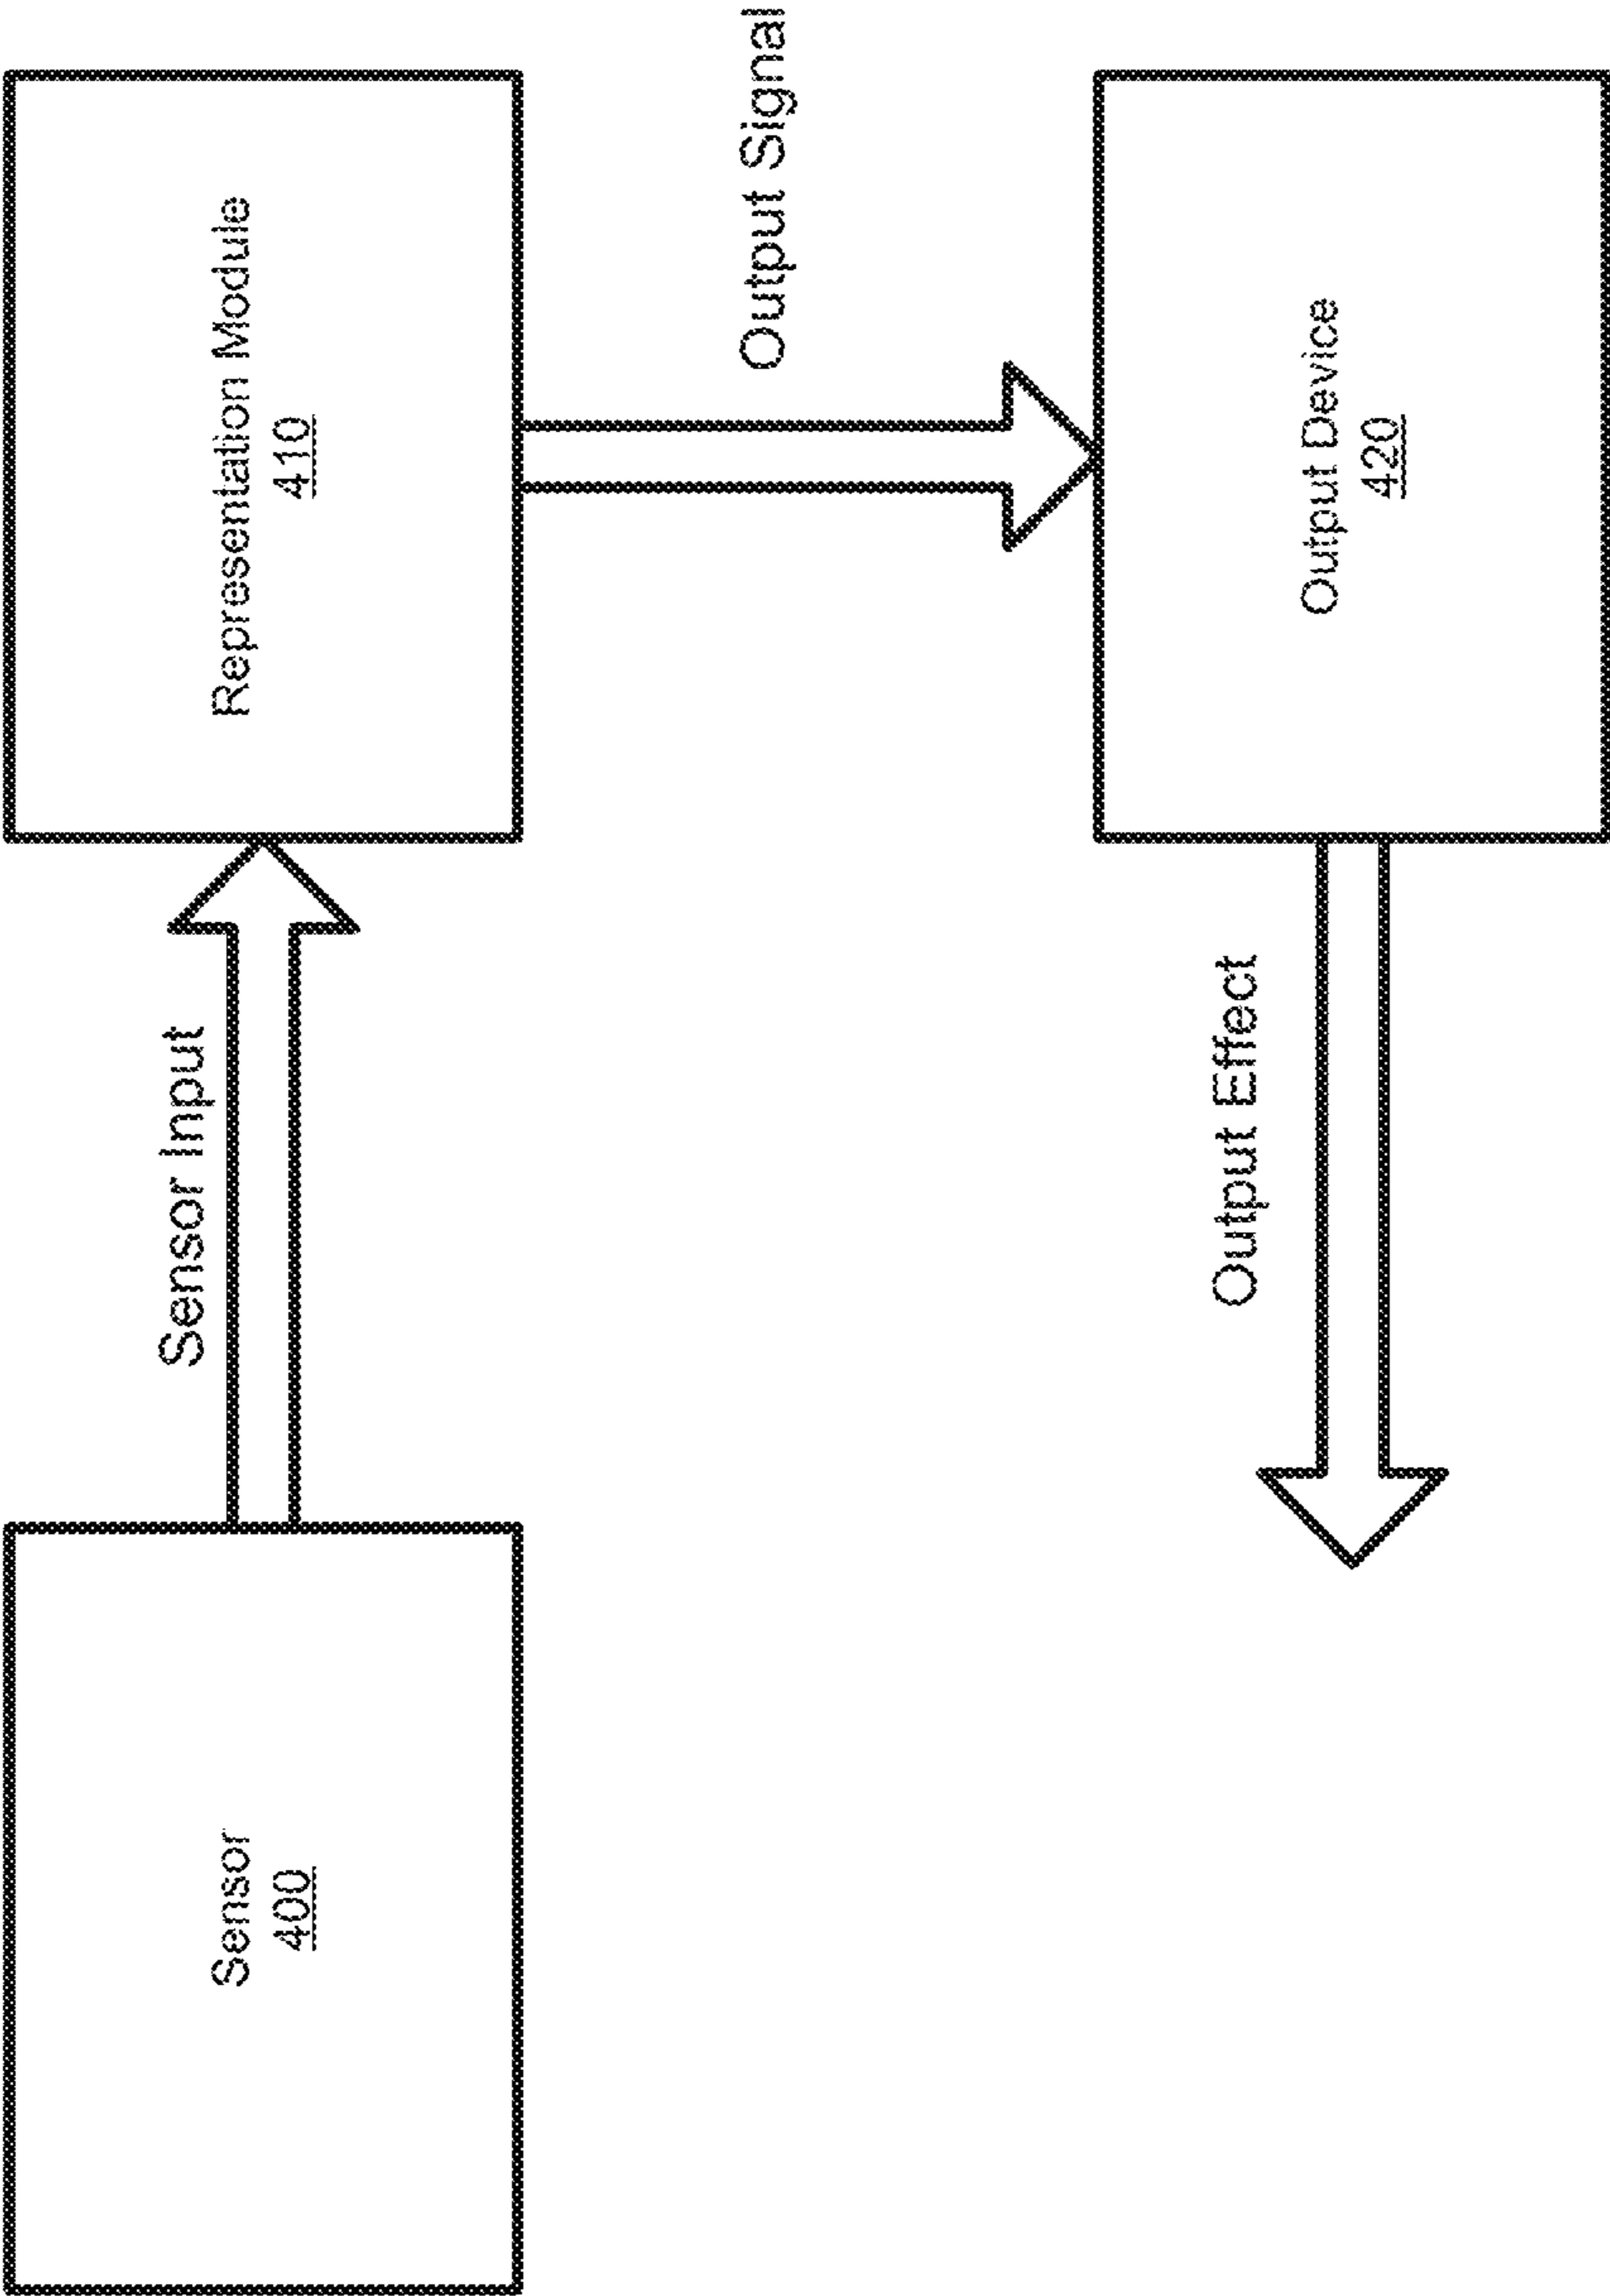 Sensor
400
Sensor Input
Representation Module
410
Output Signal
Output Device
420
Output Effect